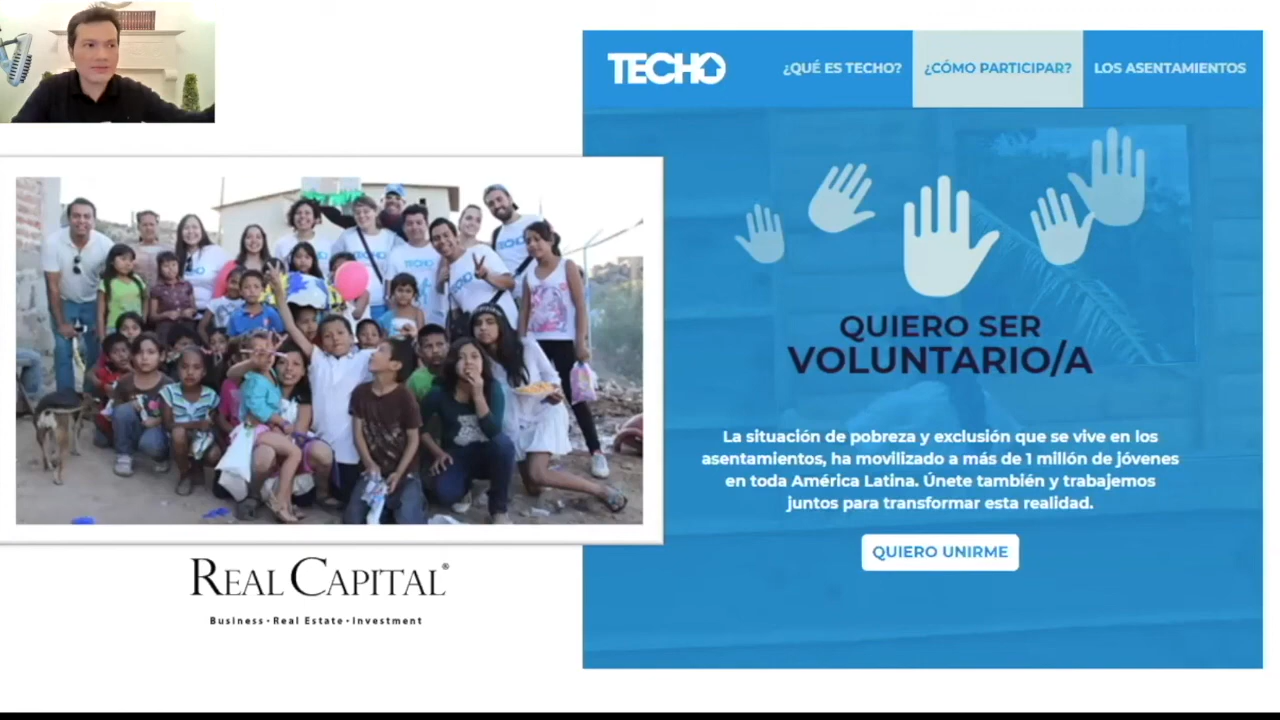 TECHO
¿QUÉ ES TECHO?
¿CÓMO PARTICIPAR?
LOS ASENTAMIENTOS
QUIERO SER
VOLUNTARIO/A
La situación de pobreza y exclusión que se vive en los
asentamientos, ha movilizado a más de 1 millón de jóvenes
en toda América Latina. Únete también y trabajemos
juntos para transformar esta realidad.
QUIERO UNIRME
TECHO
TECHO
REAL CAPITAL®
Business • Real Estate • Investment